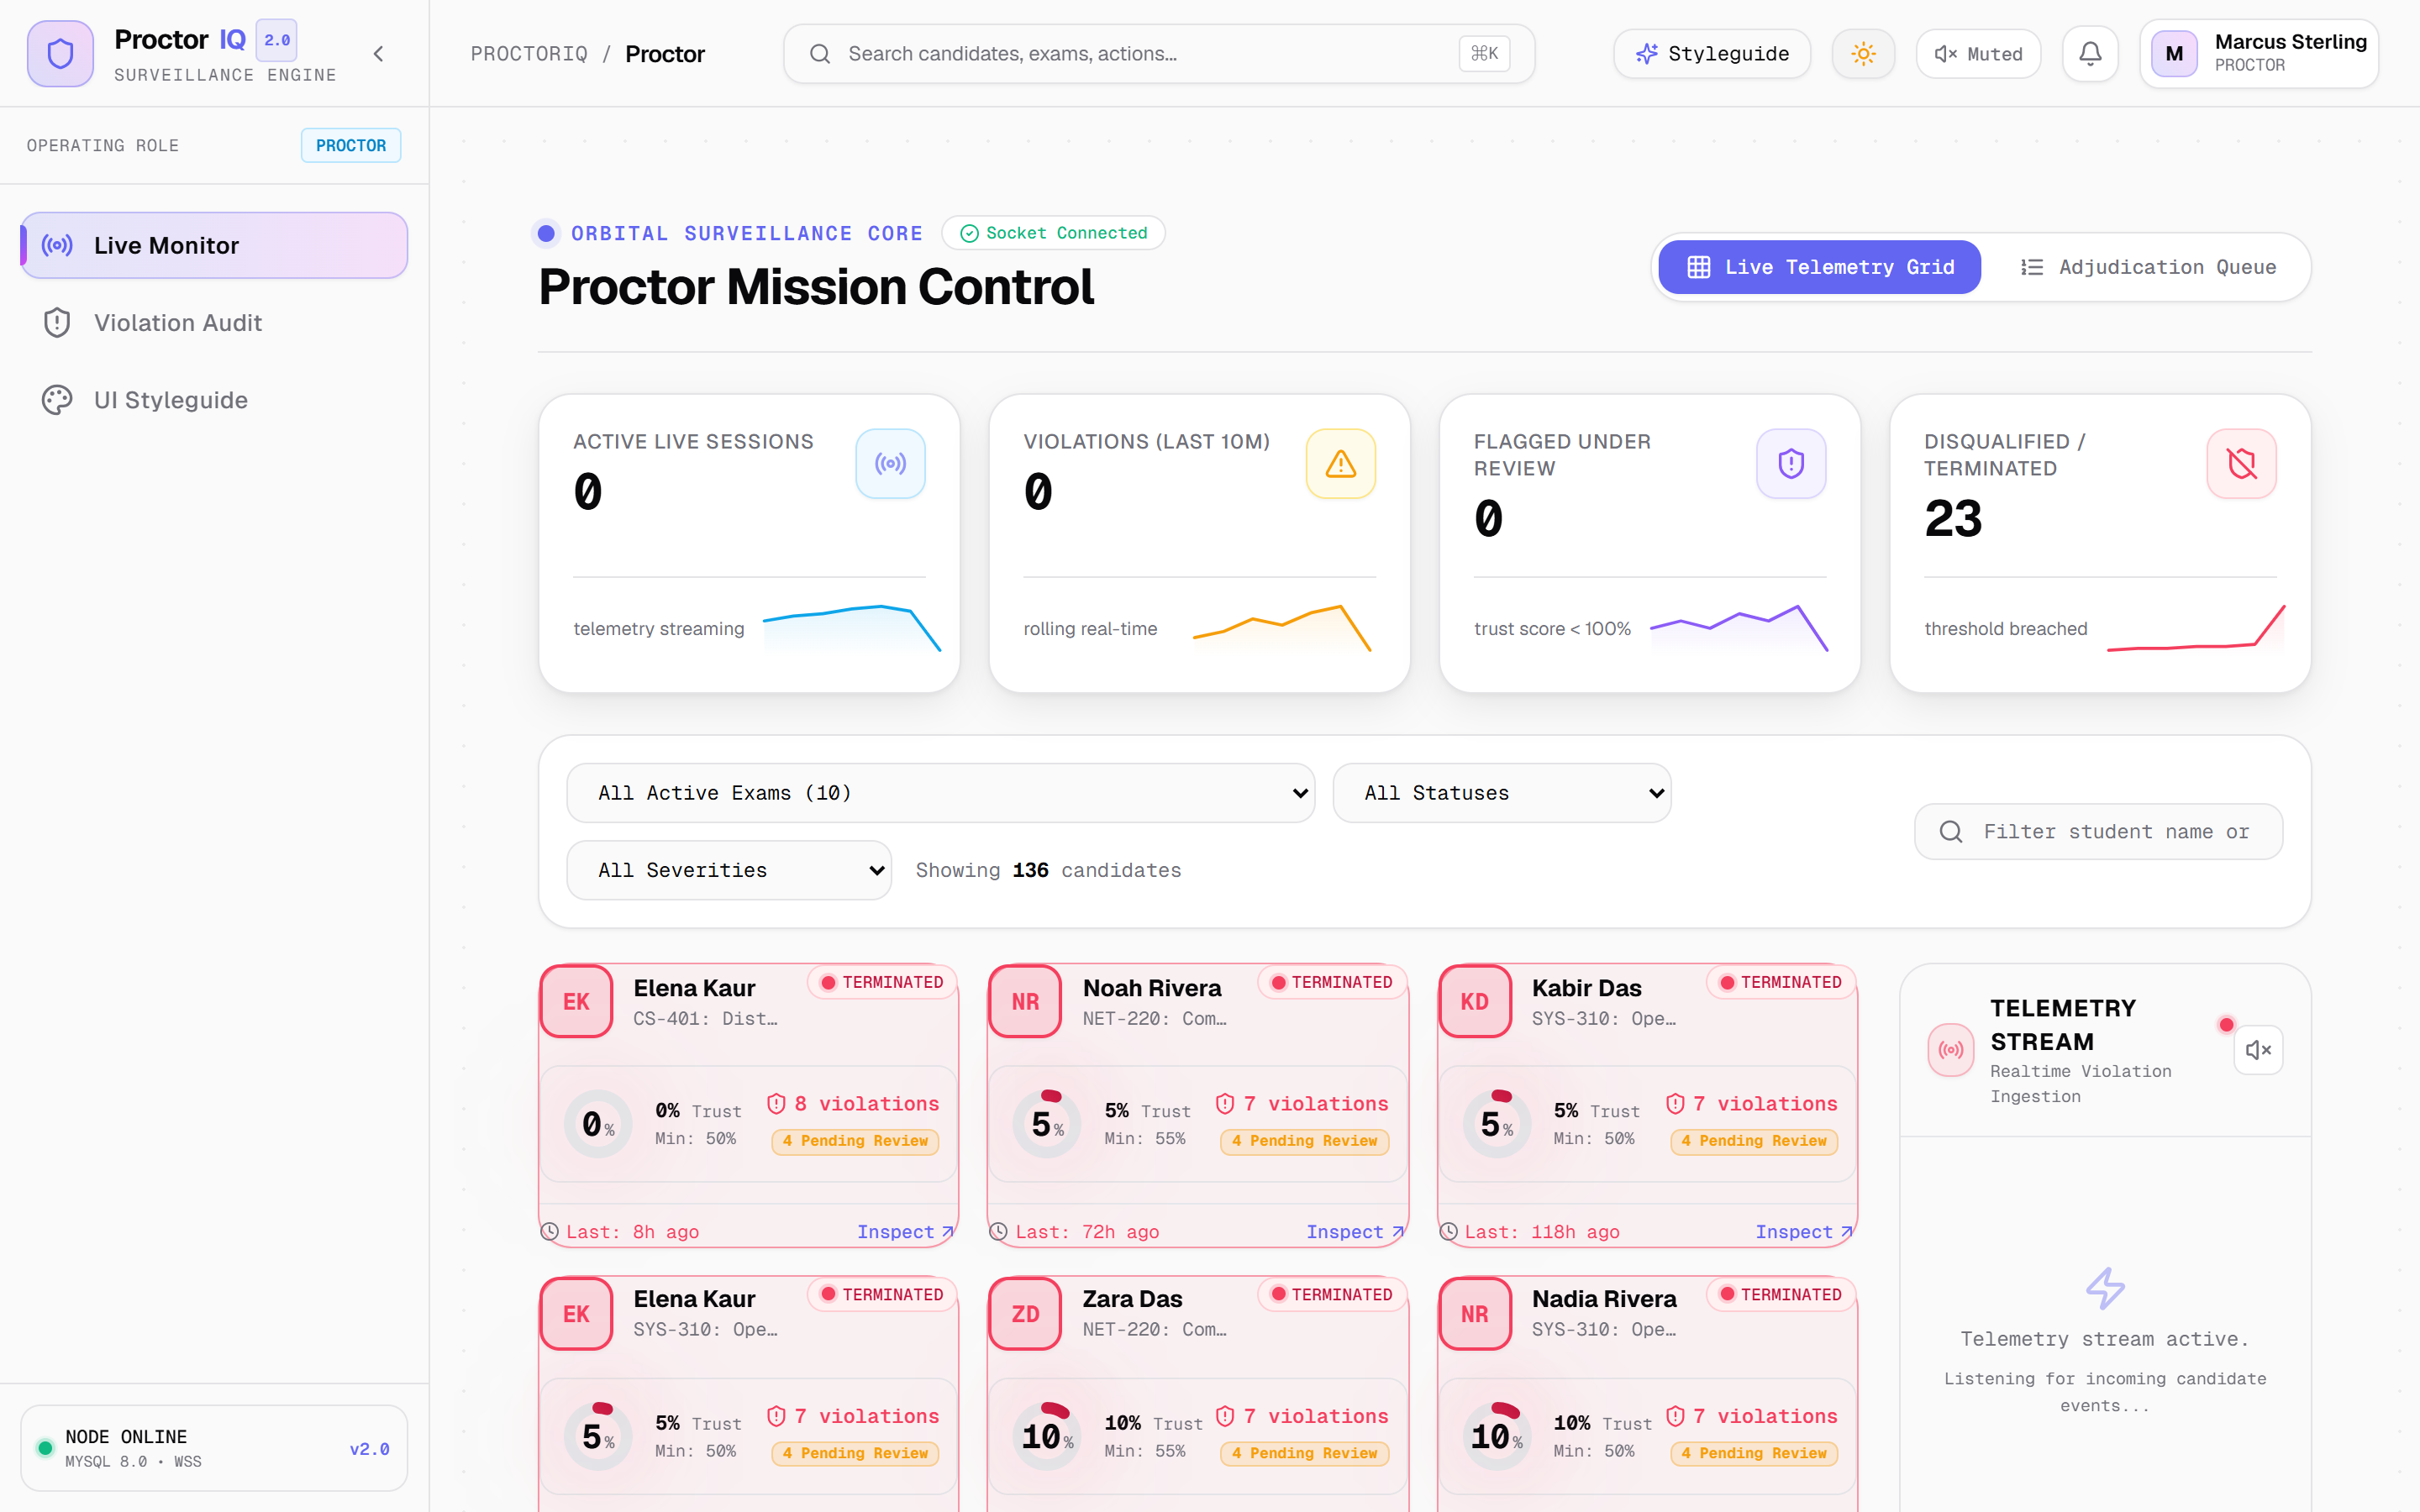 Proctor IQ 2.0
SURVEILLANCE ENGINE
PROCTORIQ / Proctor
Search candidates, exams, actions...
⌘K
Styleguide
Muted
M
Marcus Sterling
PROCTOR
OPERATING ROLE
PROCTOR
Live Monitor
Violation Audit
UI Styleguide
NODE ONLINE
MYSQL 8.0 • WSS
v2.0
ORBITAL SURVEILLANCE CORE
Socket Connected
Proctor Mission Control
Live Telemetry Grid
Adjudication Queue
ACTIVE LIVE SESSIONS
0
telemetry streaming
VIOLATIONS (LAST 10M)
0
rolling real-time
FLAGGED UNDER
REVIEW
0
trust score < 100%
DISQUALIFIED /
TERMINATED
23
threshold breached
All Active Exams (10)
All Statuses
All Severities
Showing 136 candidates
Filter student name or
EK
Elena Kaur
CS-401: Dist…
TERMINATED
0%
0% Trust
Min: 50%
8 violations
4 Pending Review
Last: 8h ago
Inspect
NR
Noah Rivera
NET-220: Com…
TERMINATED
5%
5% Trust
Min: 55%
7 violations
4 Pending Review
Last: 72h ago
Inspect
KD
Kabir Das
SYS-310: Ope…
TERMINATED
5%
5% Trust
Min: 50%
7 violations
4 Pending Review
Last: 118h ago
Inspect
EK
Elena Kaur
SYS-310: Ope…
TERMINATED
5%
5% Trust
Min: 50%
7 violations
4 Pending Review
ZD
Zara Das
NET-220: Com…
TERMINATED
10%
10% Trust
Min: 55%
7 violations
4 Pending Review
NR
Nadia Rivera
SYS-310: Ope…
TERMINATED
10%
10% Trust
Min: 50%
7 violations
4 Pending Review
TELEMETRY
STREAM
Realtime Violation
Ingestion
Telemetry stream active.
Listening for incoming candidate
events...